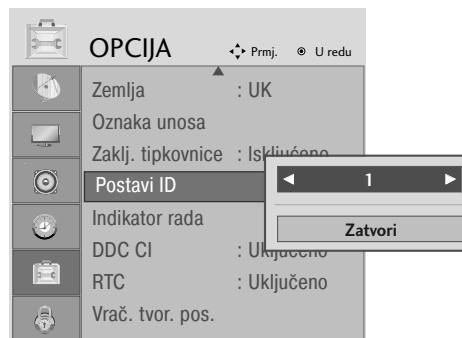 OPCIJA Prmj. U redu
Zemlja : UK
Oznaka unosa
Zaklj. tipkovnice : Isključeno
Postavi ID
1
Indikator rada
Zatvori
DDC CI : Uključeno
RTC : Uključeno
Vrač. tvor. pos.